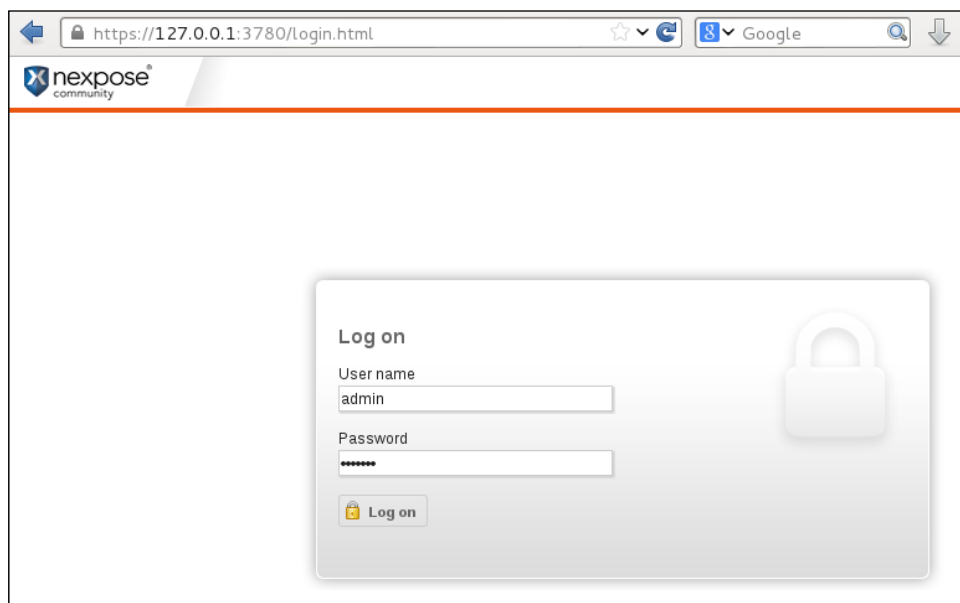 https://127.0.0.1:3780/login.html
8 Google
nexpose®
community
Log on
User name
admin
Password
•••••••
Log on